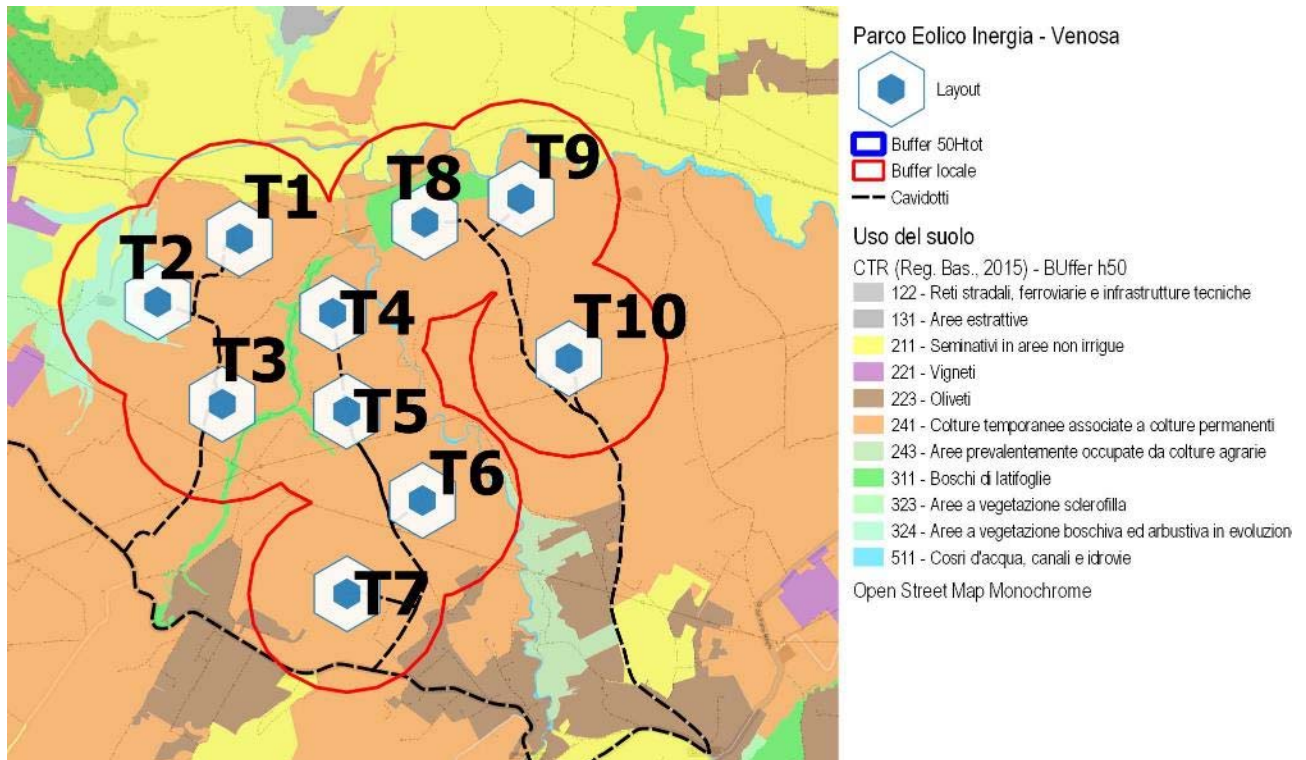 T1
T2
T3
T4
T5
T6
T7
T8
T9
T10
Parco Eolico Inergia - Venosa
Layout
Buffer 50Htot
Buffer locale
Cavidotti
Uso del suolo
CTR (Reg. Bas., 2015) - BUffer h50
122 - Reti stradali, ferroviarie e infrastrutture tecniche
131 - Aree estrattive
211 - Seminativi in aree non irrigue
221 - Vigneti
223 - Oliveti
241 - Colture temporanee associate a colture permanenti
243 - Aree prevalentemente occupate da colture agrarie
311 - Boschi di latifoglie
323 - Aree a vegetazione sclerofilla
324 - Aree a vegetazione boschiva ed arbustiva in evoluzion
511 - Cosri d'acqua, canali e idrovie
Open Street Map Monochrome